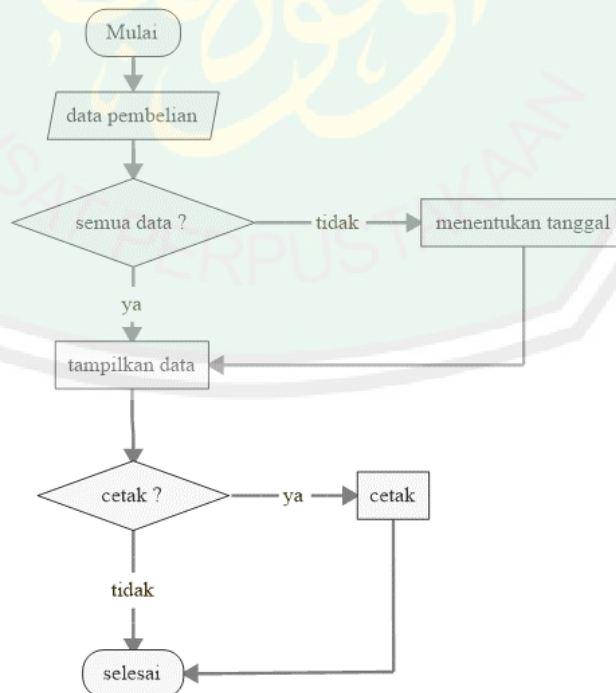 Mulai
data pembelian
semua data ?
tidak
menentukan tanggal
ya
tampilkan data
cetak ?
ya
cetak
tidak
selesai